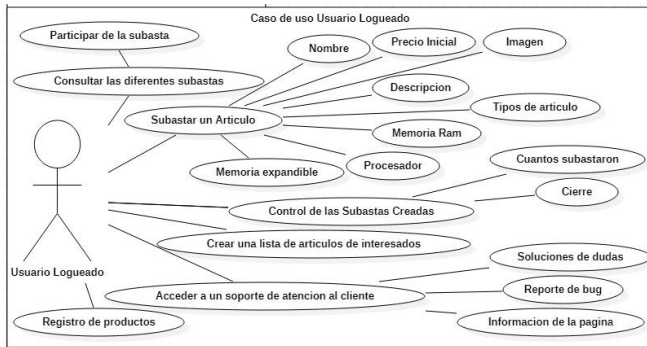 Caso de uso Usuario Logueado
Participar de la subasta
Nombre
Precio Inicial
Imagen
Consultar las diferentes subastas
Descripcion
Subastar un Articulo
Tipos de articulo
Memoria Ram
Memoria expandible
Procesador
Cuantos subastaron
Cierre
Control de las Subastas Creadas
Crear una lista de articulos de interesados
Usuario Logueado
Soluciones de dudas
Acceder a un soporte de atencion al cliente
Reporte de bug
Registro de productos
Informacion de la pagina